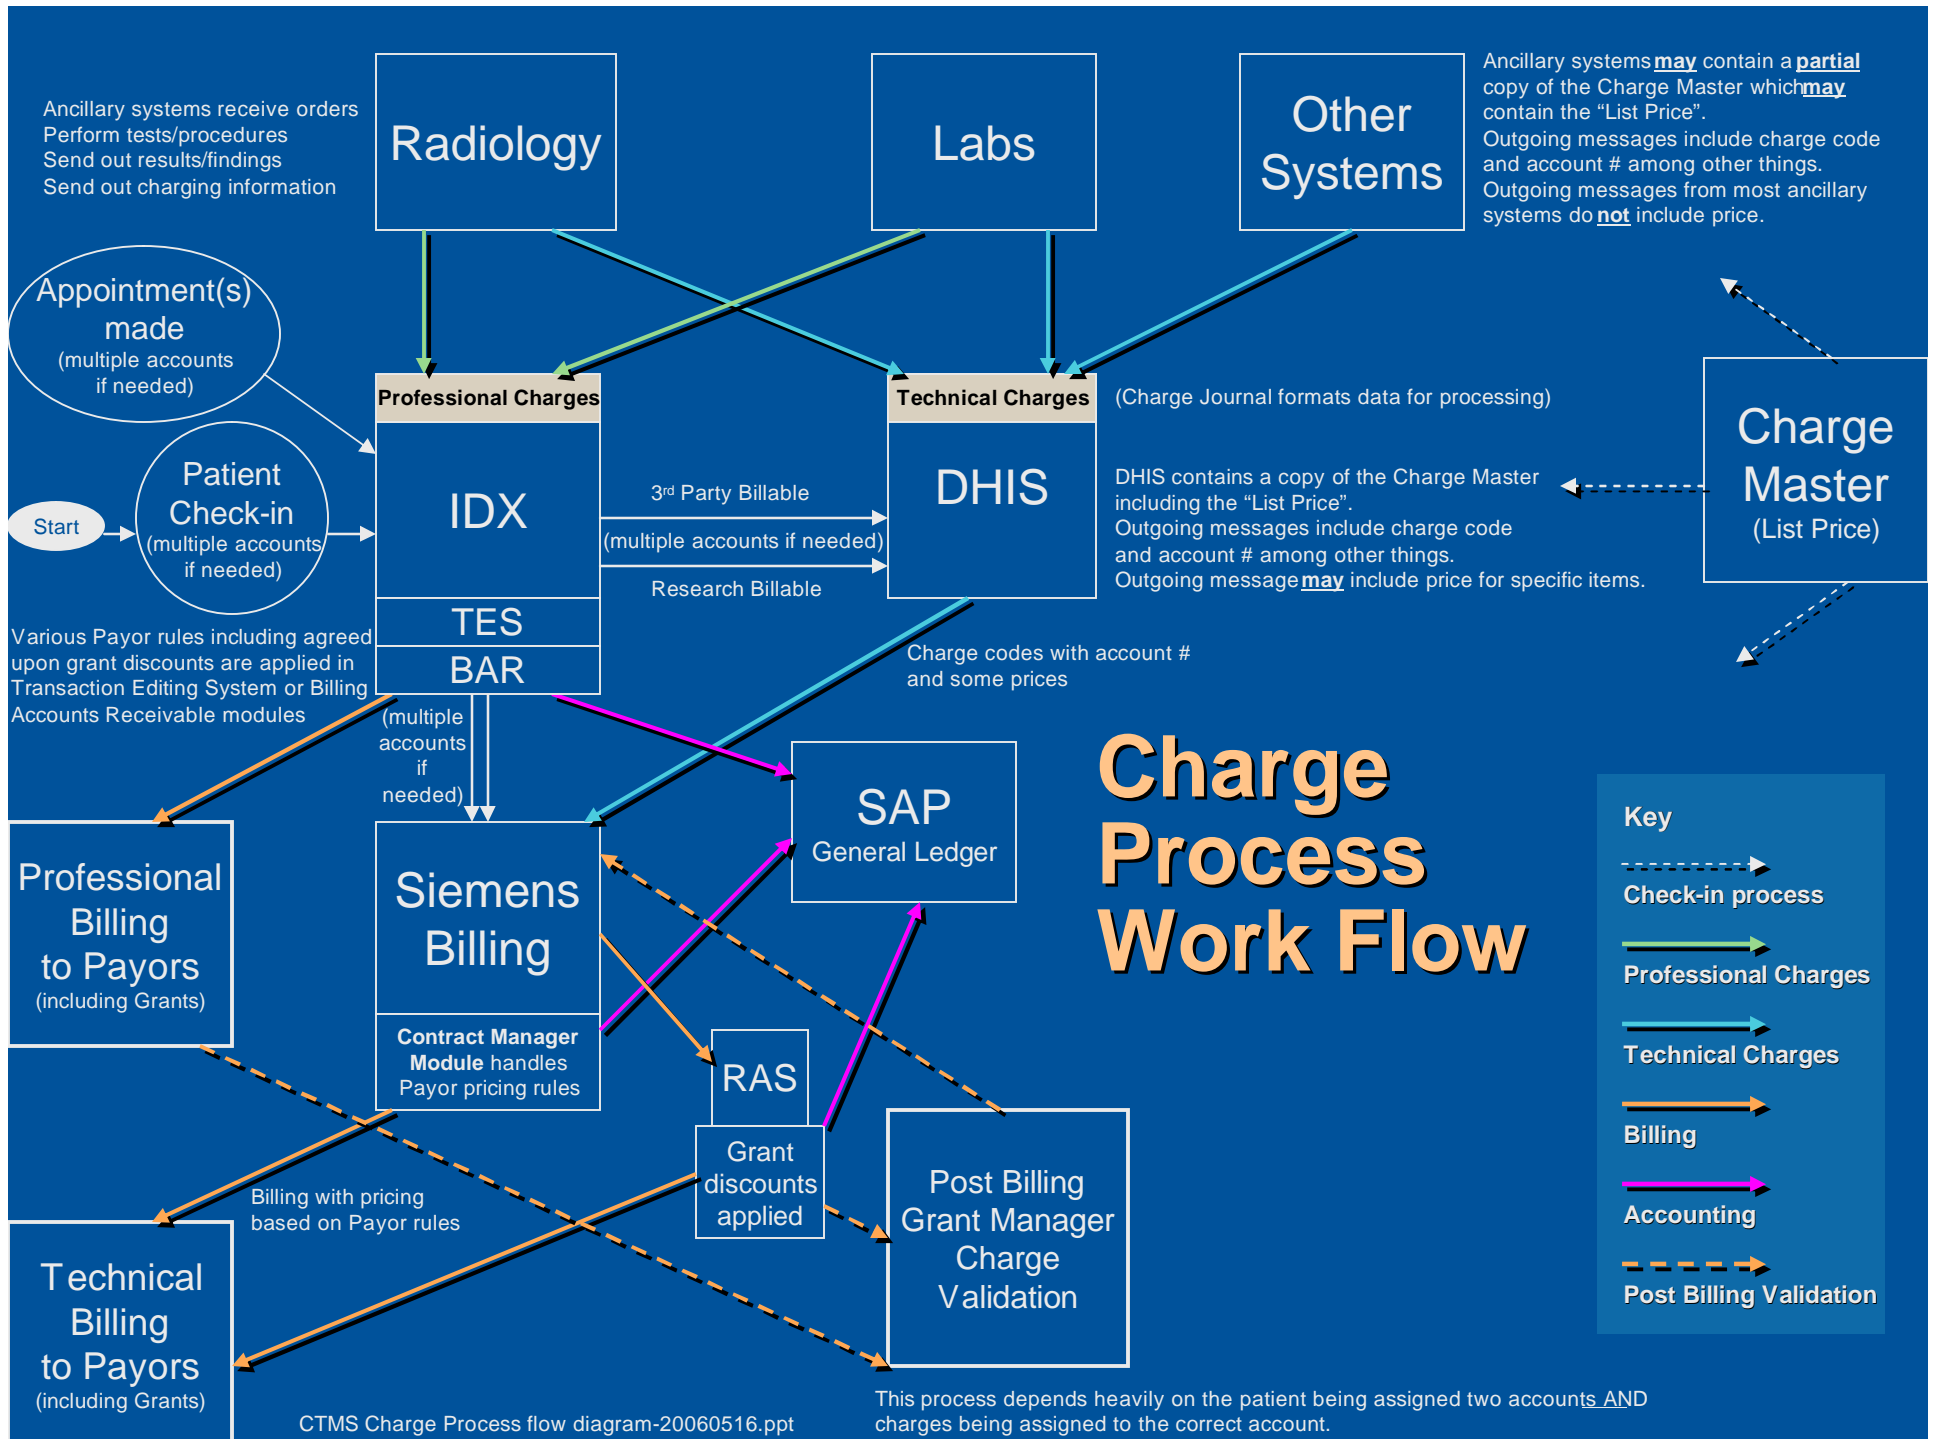 Ancillary systems receive orders
Perform tests/procedures
Send out results/findings
Send out charging information
Radiology
Labs
Other
Systems
Ancillary systems may contain a partial
copy of the Charge Master which may
contain the “List Price”.
Outgoing messages include charge code
and account # among other things.
Outgoing messages from most ancillary
systems do not include price.
Appointment(s)
made
(multiple accounts
if needed)
Start
Patient
Check-in
(multiple accounts
if needed)
Professional Charges
IDX
TES
BAR
3rd Party Billable
(multiple accounts if needed)
Research Billable
Technical Charges
DHIS
(Charge Journal formats data for processing)
DHIS contains a copy of the Charge Master
including the “List Price”.
Outgoing messages include charge code
and account # among other things.
Outgoing message may include price for specific items.
Charge
Master
(List Price)
Various Payor rules including agreed
upon grant discounts are applied in
Transaction Editing System or Billing
Accounts Receivable modules
(multiple
accounts
if
needed)
Charge codes with account #
and some prices
SAP
General Ledger
Charge
Process
Work Flow
Professional
Billing
to Payors
(including Grants)
Siemens
Billing
Contract Manager
Module handles
Payor pricing rules
RAS
Grant
discounts
applied
Post Billing
Grant Manager
Charge
Validation
Billing with pricing
based on Payor rules
Technical
Billing
to Payors
(including Grants)
Key
Check-in process
Professional Charges
Technical Charges
Billing
Accounting
Post Billing Validation
CTMS Charge Process flow diagram-20060516.ppt
This process depends heavily on the patient being assigned two accounts AND
charges being assigned to the correct account.